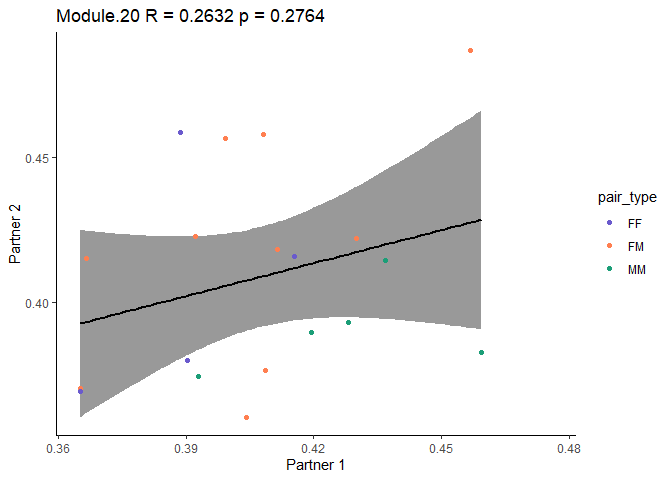 Module.20 R = 0.2632 p = 0.2764
0.45
0.40
Partner 2
0.36
0.39
0.42
0.45
0.48
Partner 1
pair_type
FF
FM
MM